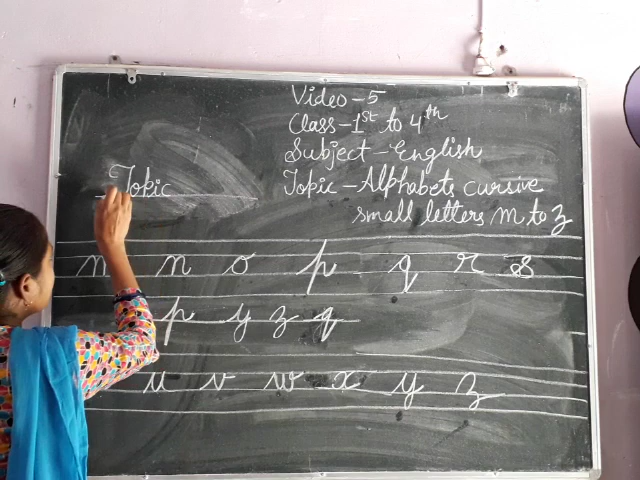 Video-5
Class-1st to 4th
Subject-English
Topic-Alphabets cursive
small letters m to z
Topic
n o p q r s
p y z q
u v w x y z